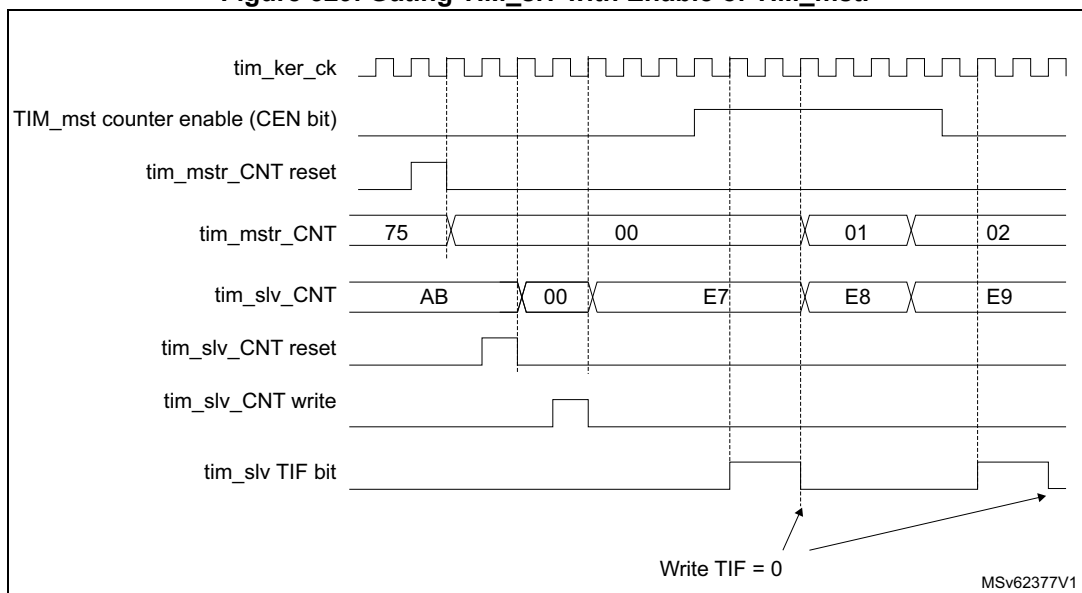 tim_ker_ck
TIM_mst counter enable (CEN bit)
tim_mstr_CNT reset
tim_mstr_CNT 75 00 01 02
tim_slv_CNT AB 00 E7 E8 E9
tim_slv_CNT reset
tim_slv_CNT write
tim_slv TIF bit
Write TIF = 0
MSv62377V1